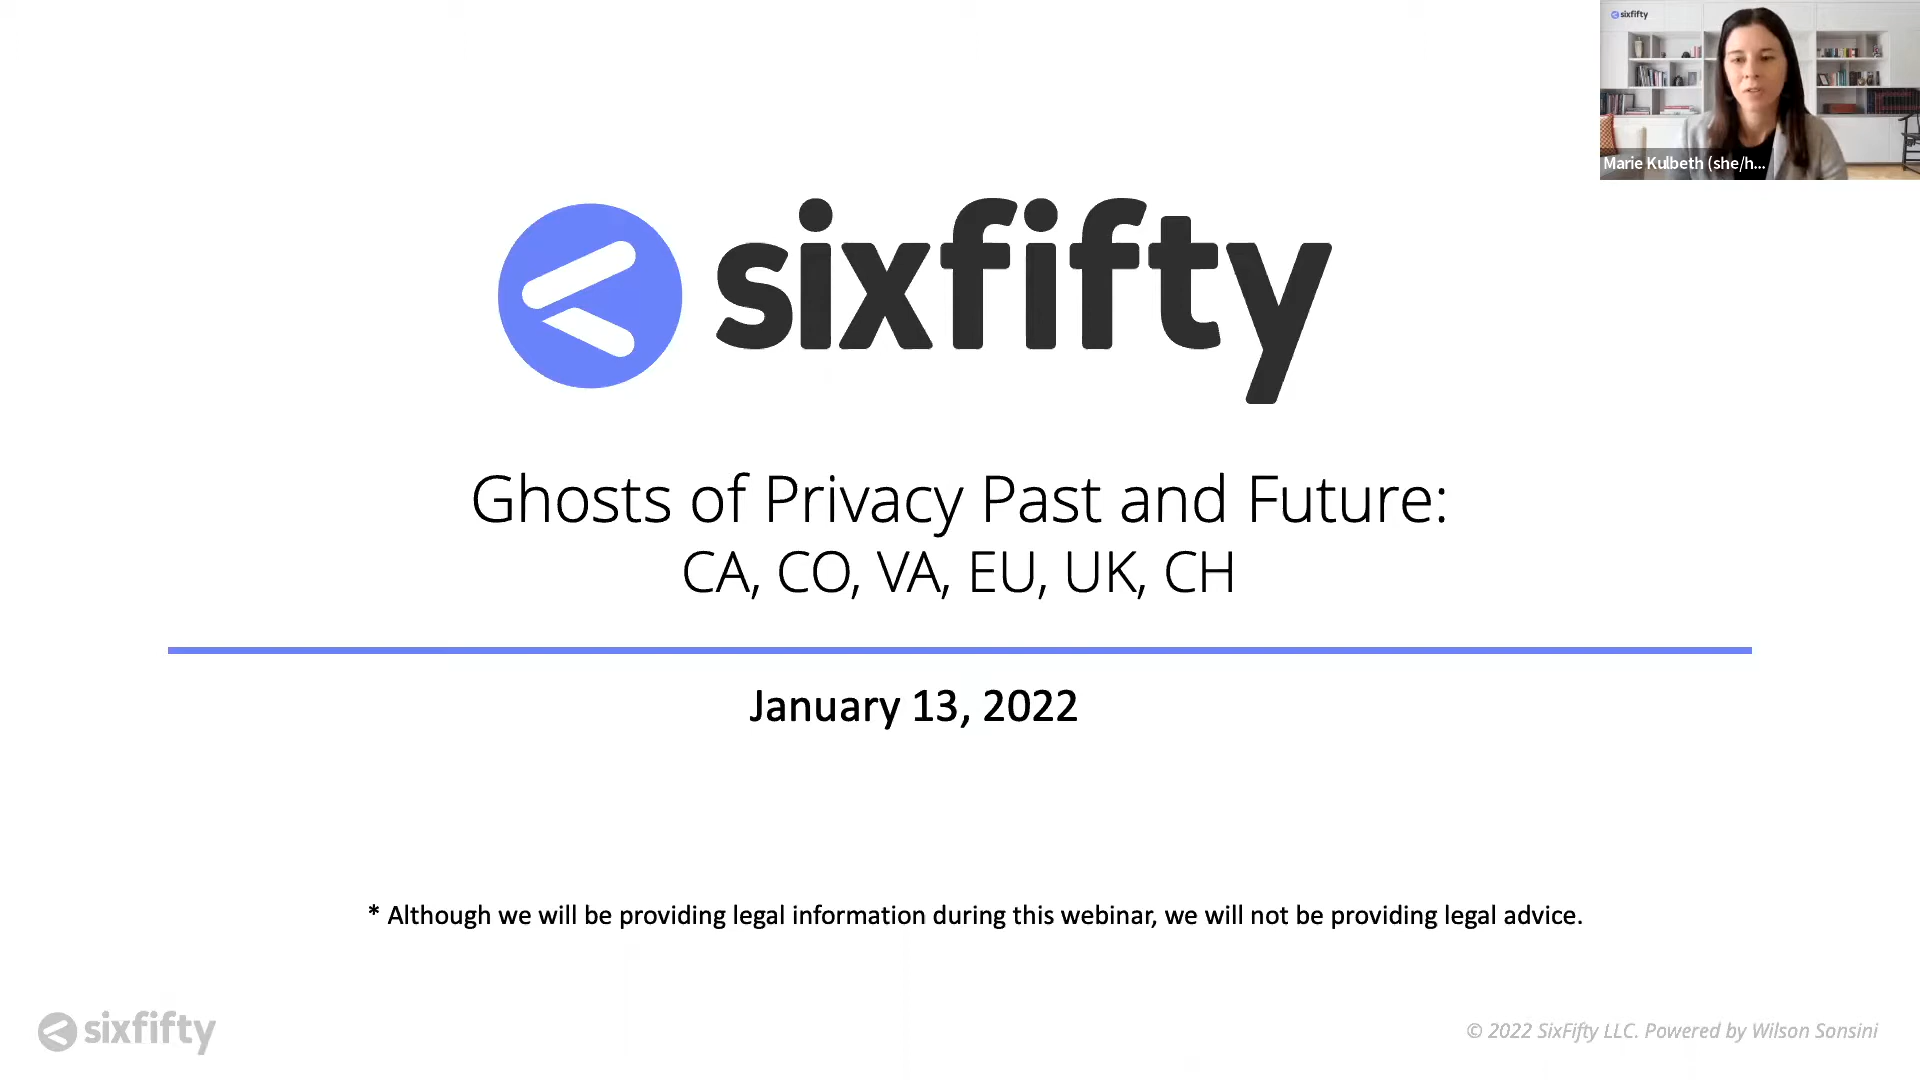 sixfifty
Marie Kulbeth (she/h...
sixfifty
Ghosts of Privacy Past and Future:
CA, CO, VA, EU, UK, CH
January 13, 2022
* Although we will be providing legal information during this webinar, we will not be providing legal advice.
sixfifty
© 2022 SixFifty LLC. Powered by Wilson Sonsini